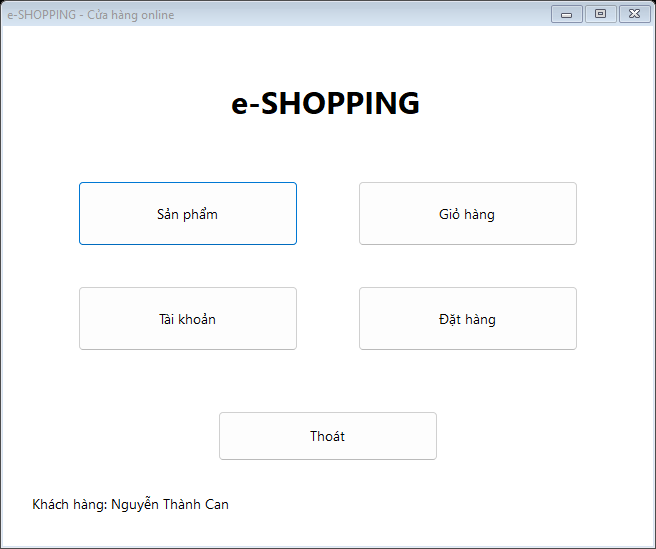 e-SHOPPING - Cửa hàng online
e-SHOPPING
Sản phẩm
Giỏ hàng
Tài khoản
Đặt hàng
Thoát
Khách hàng: Nguyễn Thành Can